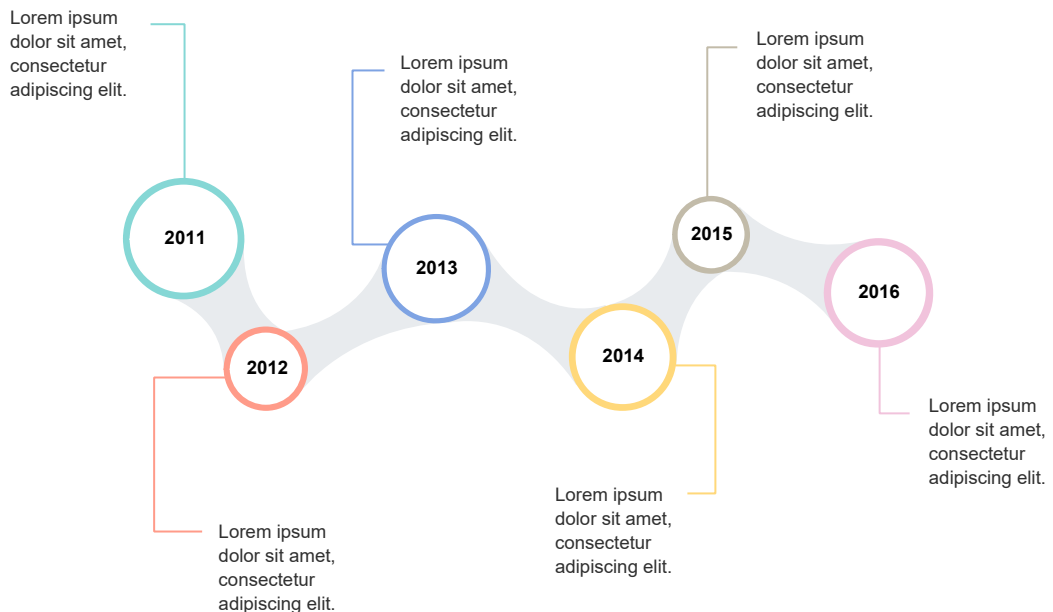 Lorem ipsum
dolor sit amet,
consectetur
adipiscing elit.
2011
2012
Lorem ipsum
dolor sit amet,
consectetur
adipiscing elit.
Lorem ipsum
dolor sit amet,
consectetur
adipiscing elit.
2013
2014
Lorem ipsum
dolor sit amet,
consectetur
adipiscing elit.
Lorem ipsum
dolor sit amet,
consectetur
adipiscing elit.
2015
2016
Lorem ipsum
dolor sit amet,
consectetur
adipiscing elit.